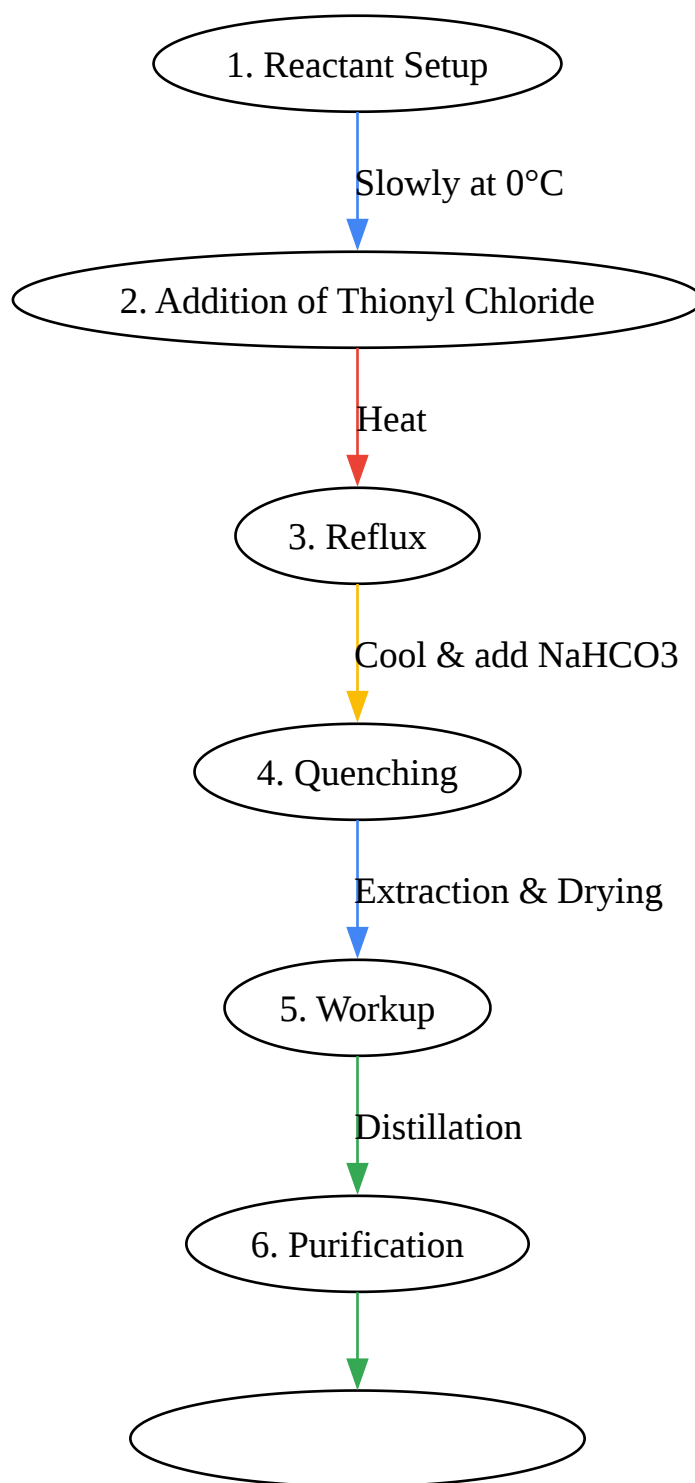 1. Reactant Setup
Slowly at 0°C
2. Addition of Thionyl Chloride
Heat
3. Reflux
Cool & add NaHCO3
4. Quenching
Extraction & Drying
5. Workup
Distillation
6. Purification